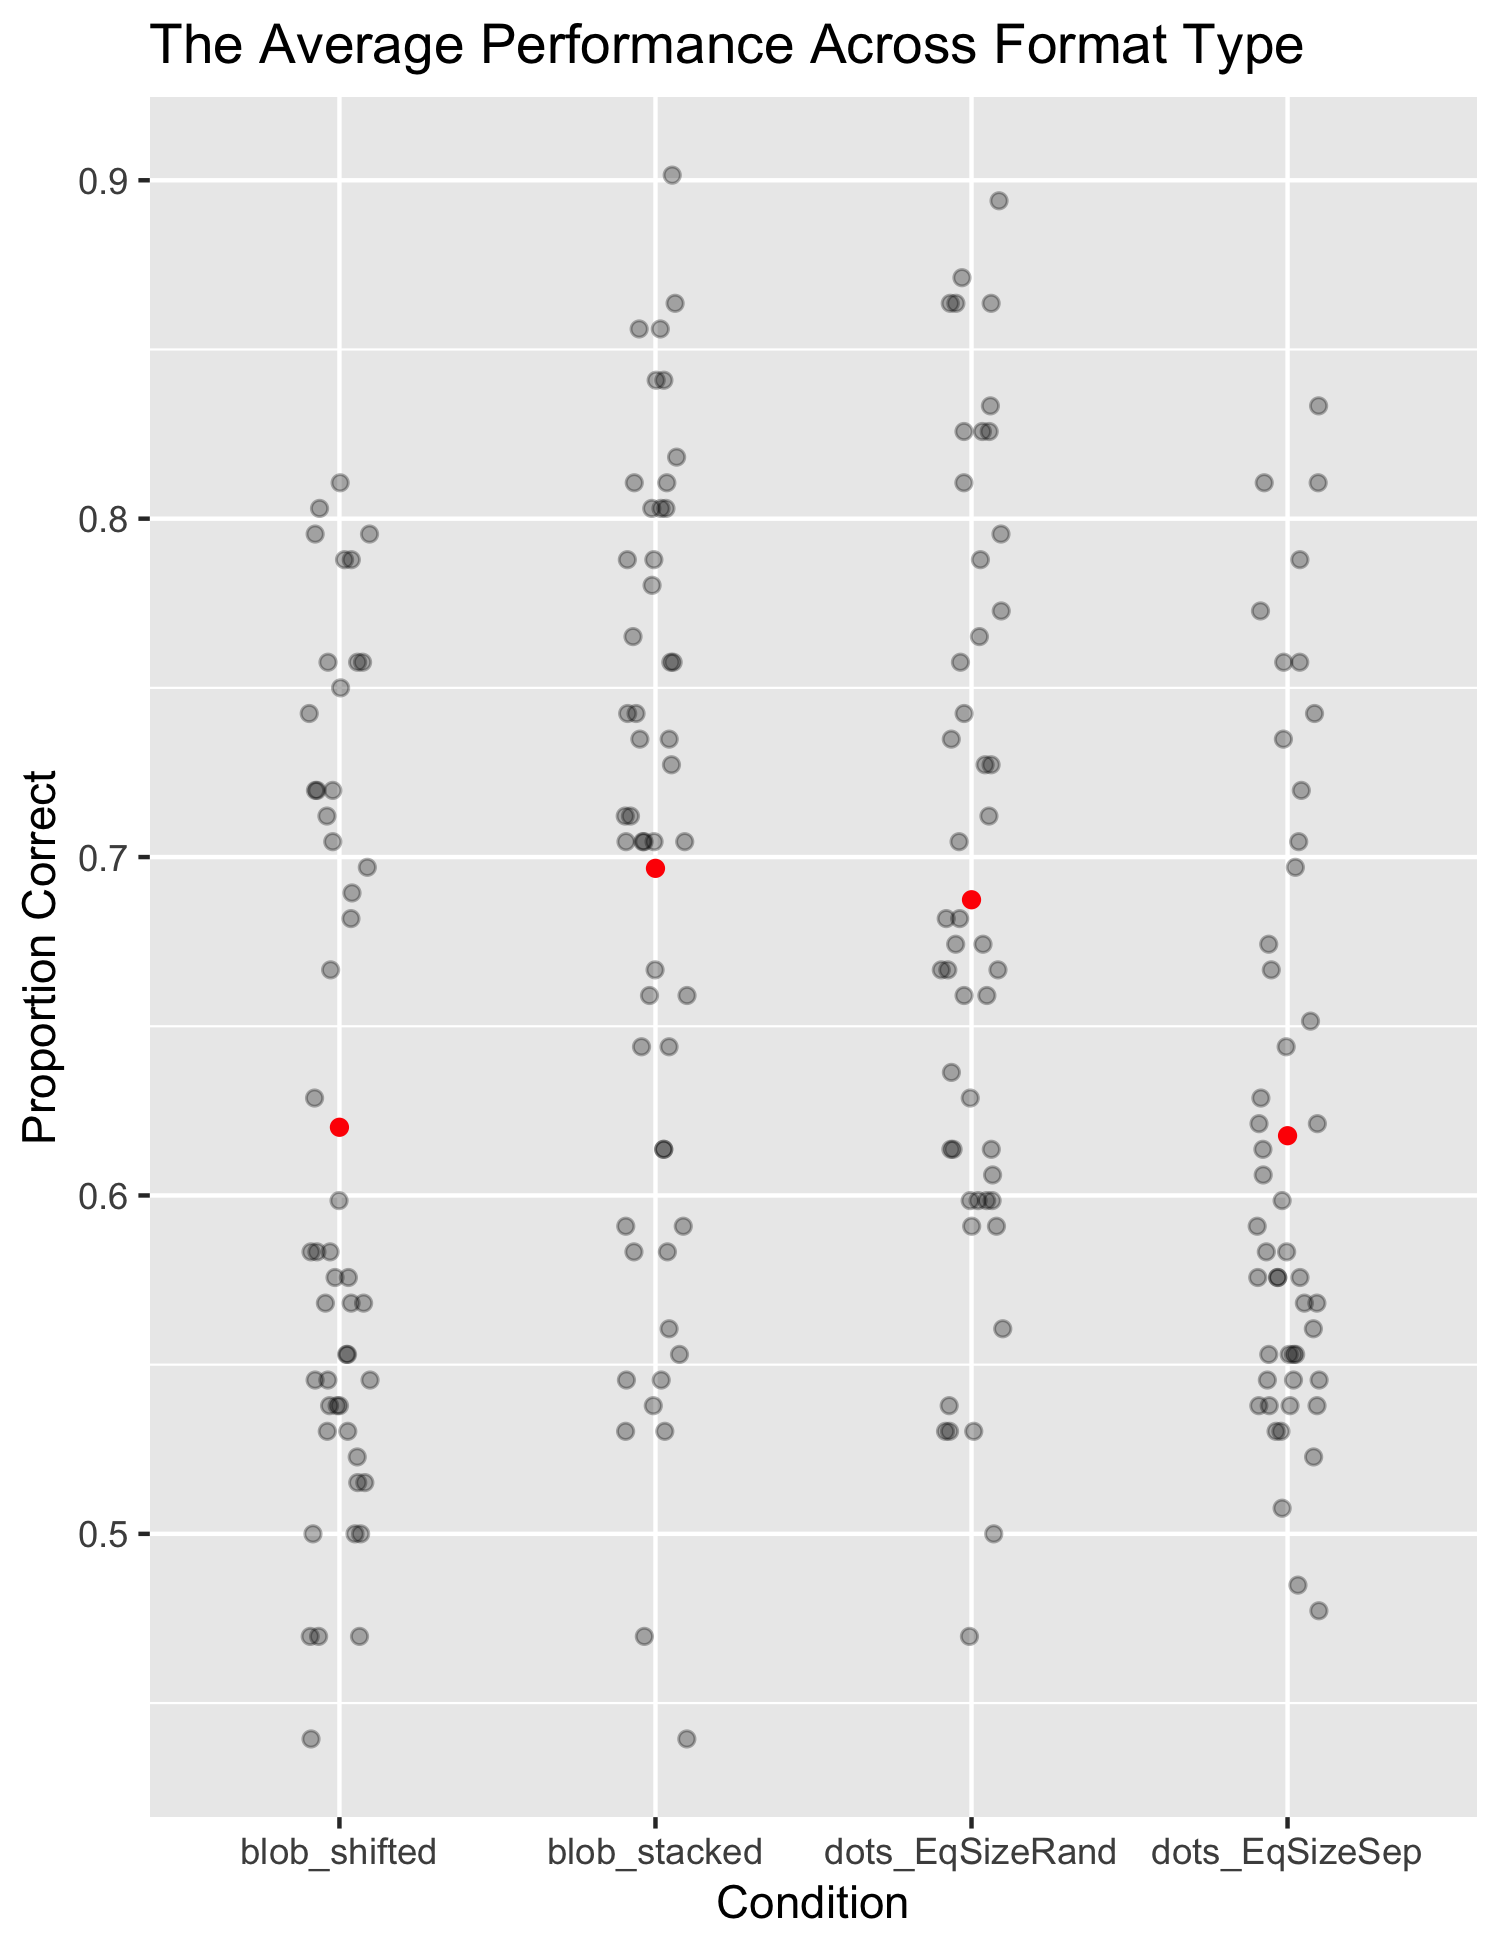 The Average Performance Across Format Type
Proportion Correct
0.9
0.8
0.7
0.6
0.5
blob_shifted
blob_stacked
dots_EqSizeRand
dots_EqSizeSep
Condition